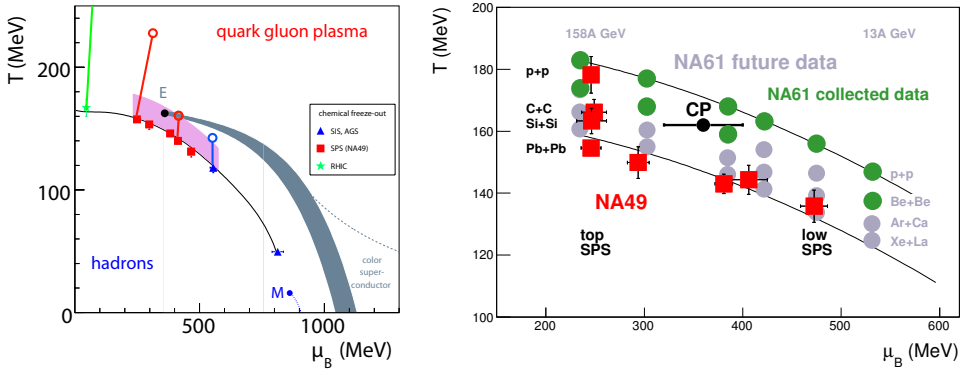 T (MeV)
200
100
0
0
500
1000
μB (MeV)
quark gluon plasma
E
chemical freeze-out
SIS, AGS
SPS (NA49)
RHIC
hadrons
M
color
super-
conductor
T (MeV)
200
180
160
140
120
100
200
300
400
500
600
μB (MeV)
158A GeV
13A GeV
p+p
NA61 future data
NA61 collected data
C+C
Si+Si
CP
Pb+Pb
NA49
p+p
Be+Be
Ar+Ca
Xe+La
top
SPS
low
SPS